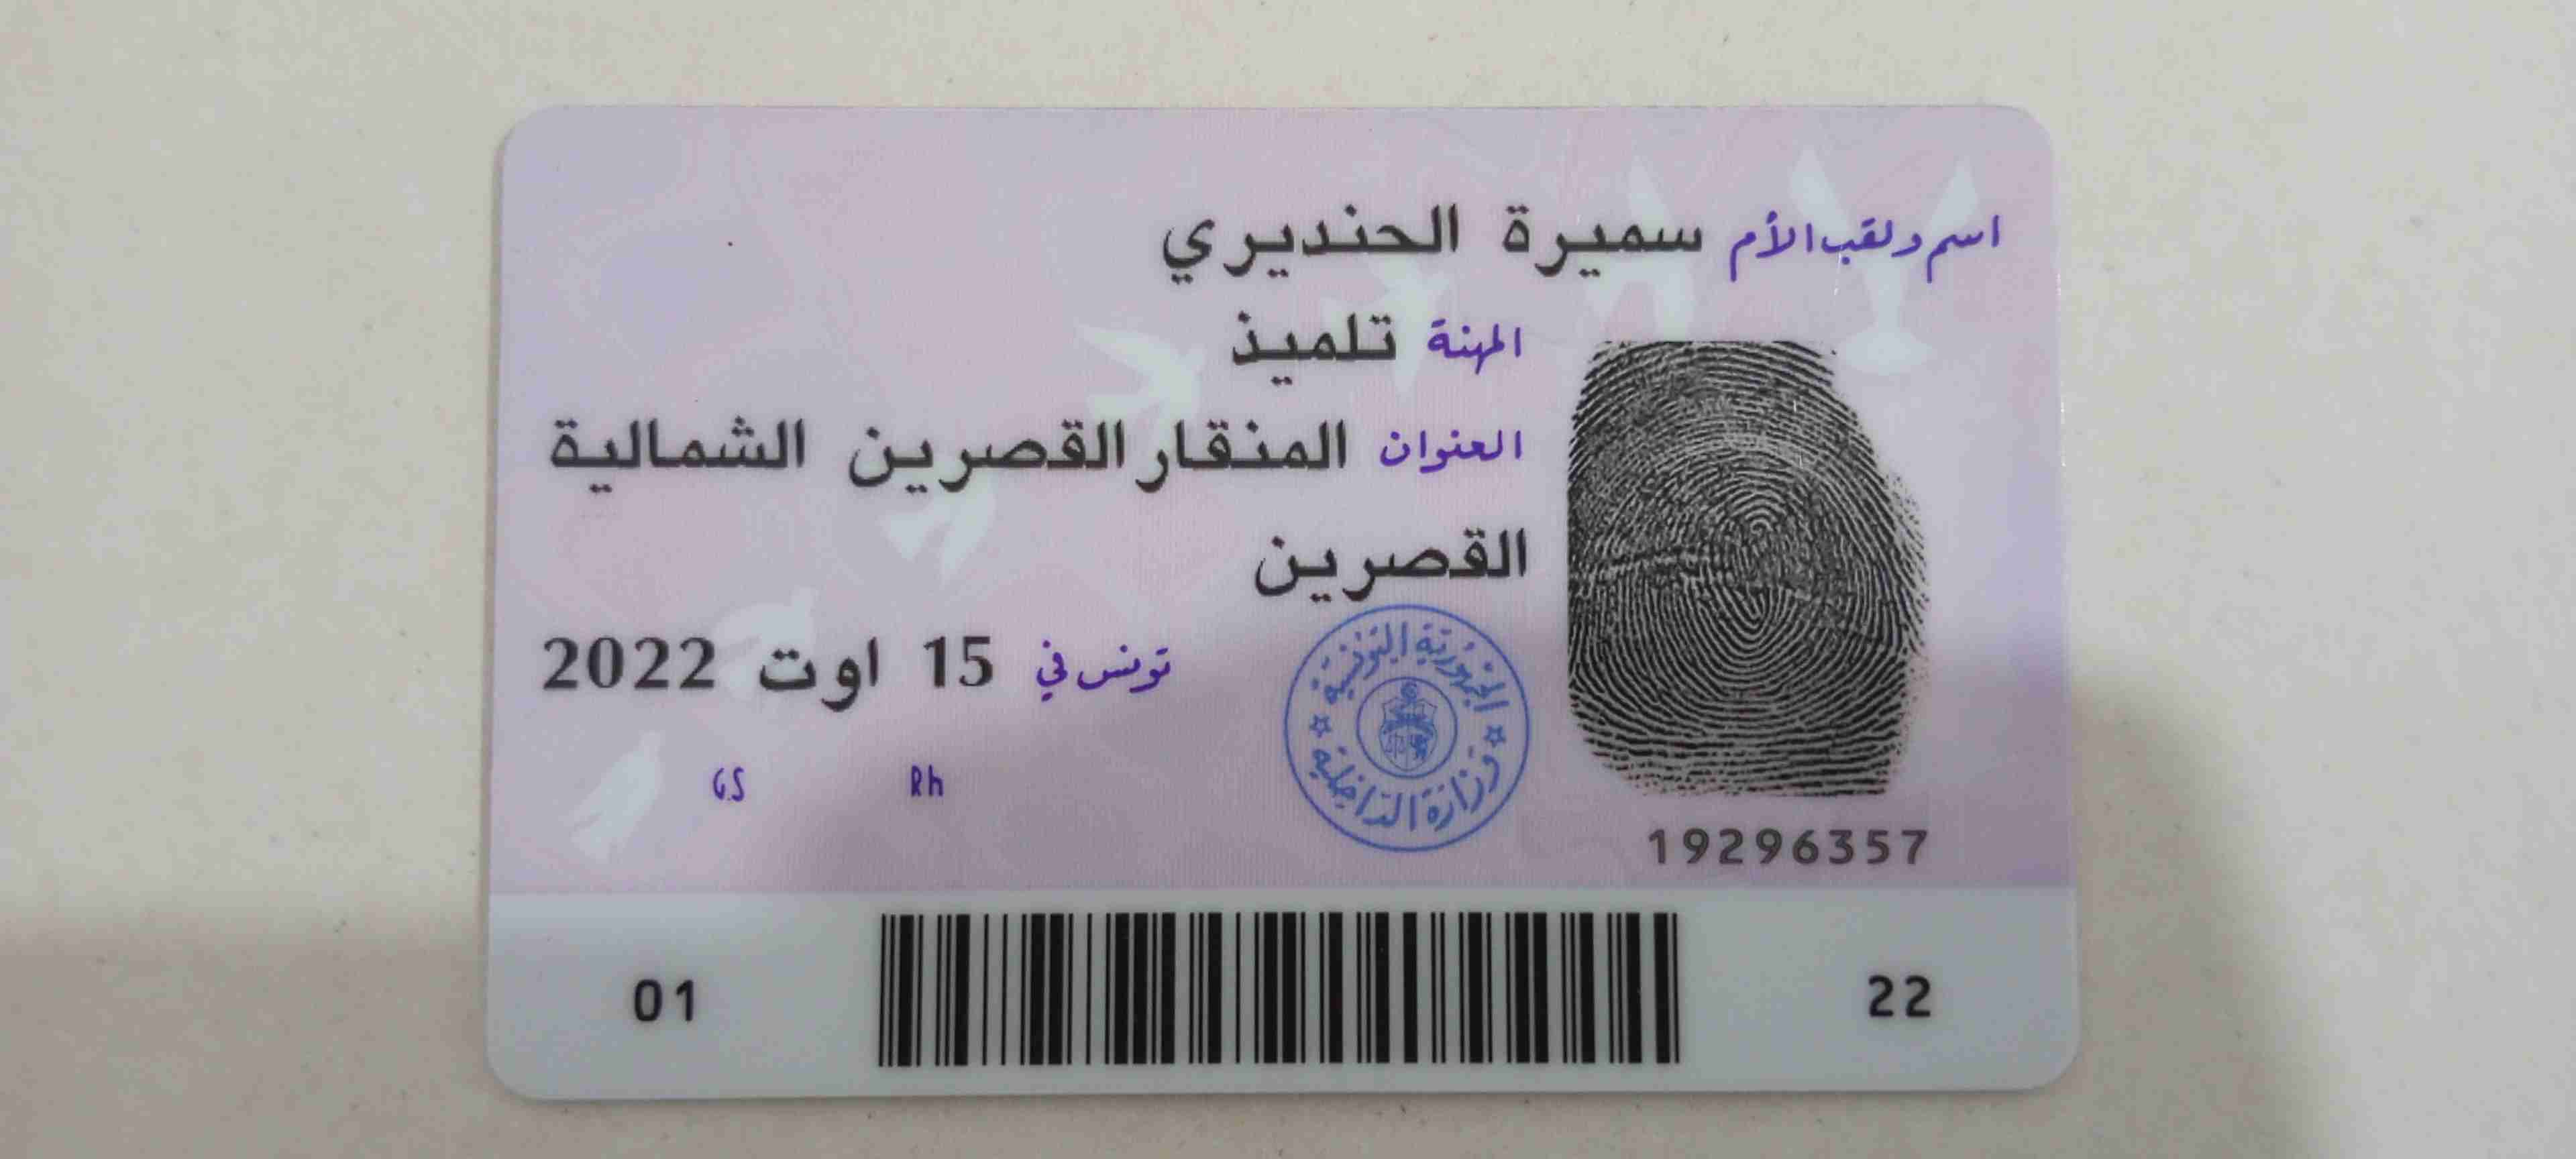 اسم ولقب الأم سميرة الحنديري
المهنة تلميذ
العنوان المنقار القصرين الشمالية
القصرين
تونس في 15 اوت 2022
الجمهورية التونسية
وزارة الداخلية
GS Rh
19296357
01 22